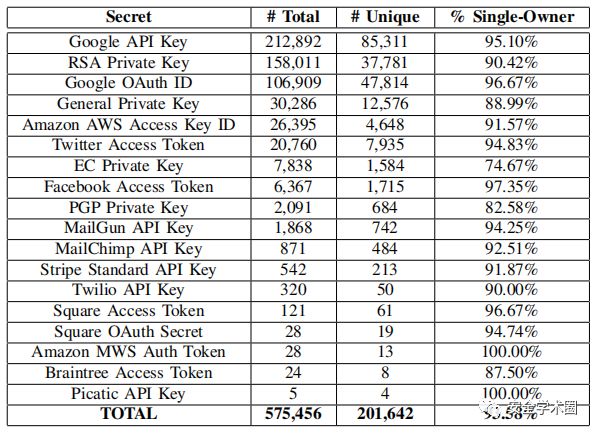 Secret # Total # Unique % Single-Owner
Google API Key 212,892 85,311 95.10%
RSA Private Key 158,011 37,781 90.42%
Google OAuth ID 106,909 47,814 96.67%
General Private Key 30,286 12,576 88.99%
Amazon AWS Access Key ID 26,395 4,648 91.57%
Twitter Access Token 20,760 7,935 94.83%
EC Private Key 7,838 1,584 74.67%
Facebook Access Token 6,367 1,715 97.35%
PGP Private Key 2,091 684 82.58%
MailGun API Key 1,868 742 94.25%
MailChimp API Key 871 484 92.51%
Stripe Standard API Key 542 213 91.87%
Twilio API Key 320 50 90.00%
Square Access Token 121 61 96.67%
Square OAuth Secret 28 19 94.74%
Amazon MWS Auth Token 28 13 100.00%
Braintree Access Token 24 8 87.50%
Picatic API Key 5 4 100.00%
TOTAL 575,456 201,642 93.58%
安全学术圈